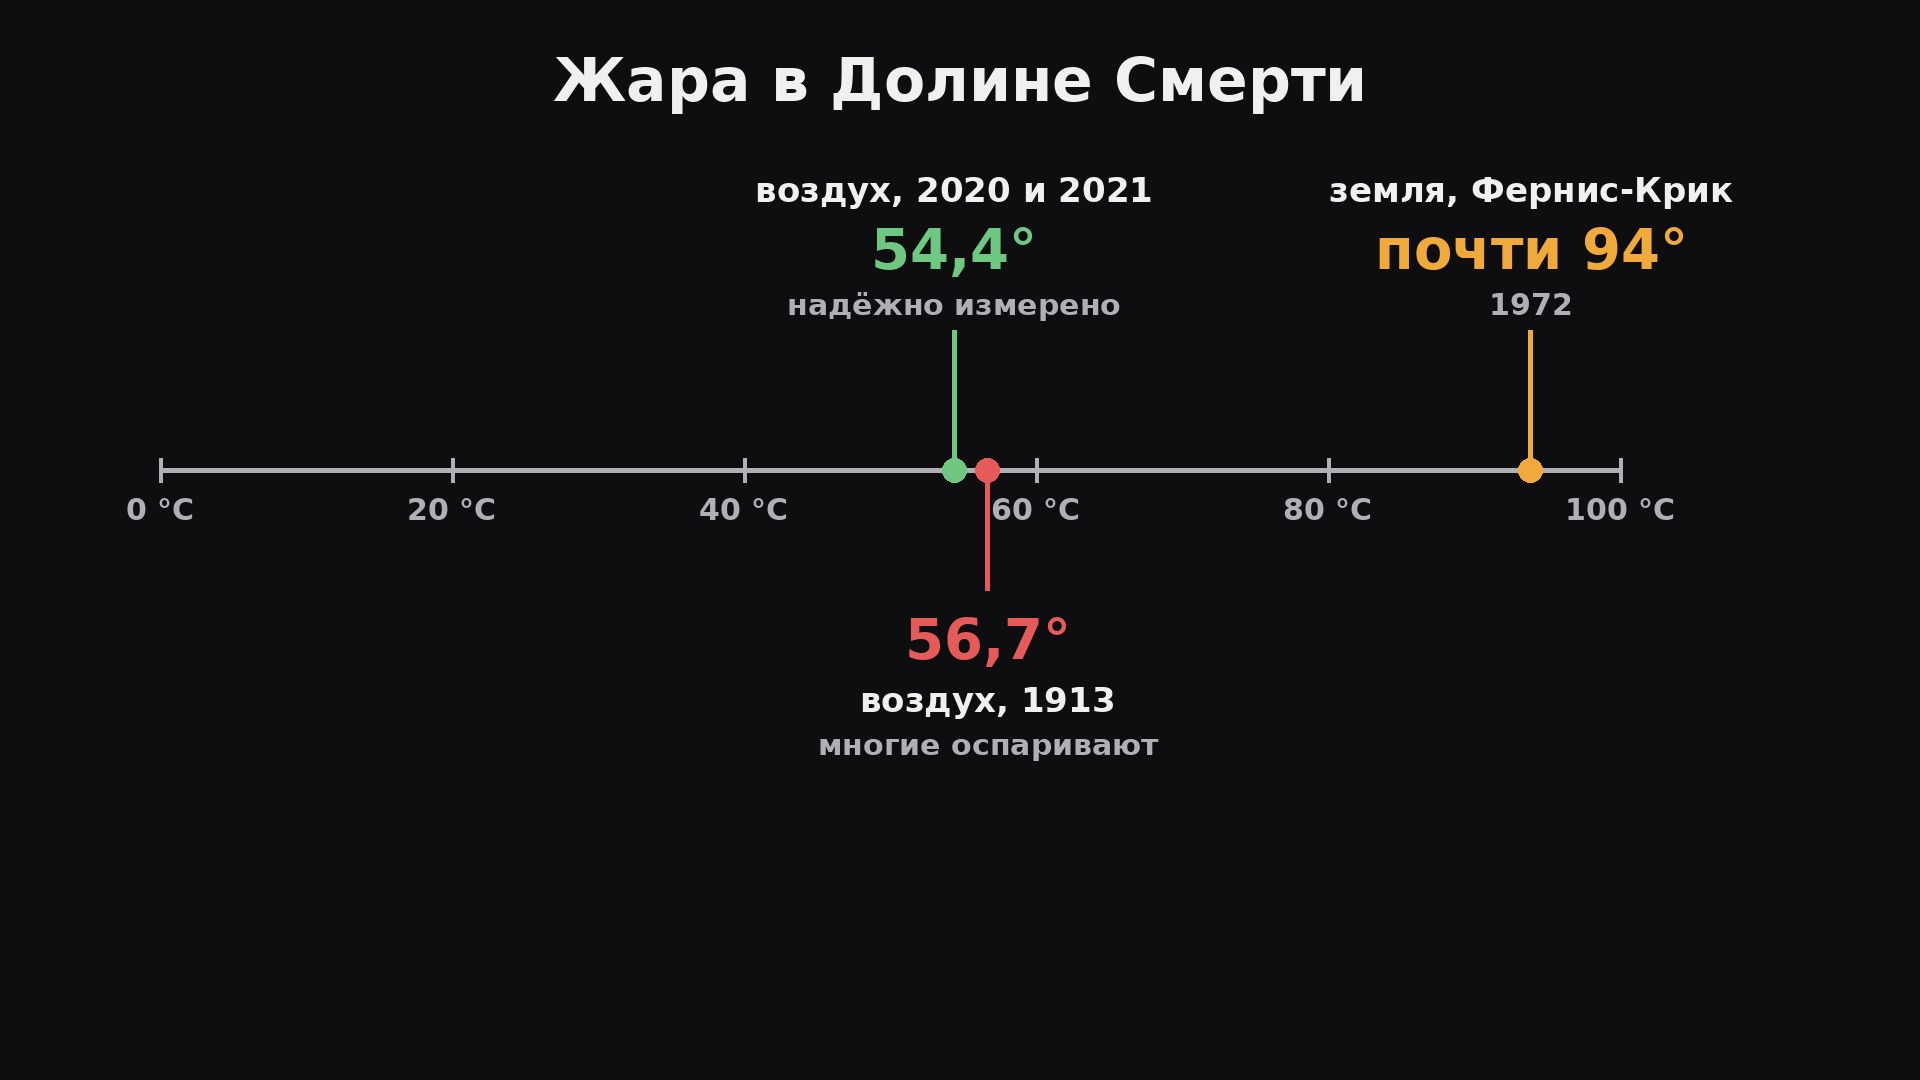 Жара в Долине Смерти
воздух, 2020 и 2021
54,4°
надёжно измерено
земля, Фернис-Крик
почти 94°
1972
0 °C
20 °C
40 °C
60 °C
80 °C
100 °C
56,7°
воздух, 1913
многие оспаривают